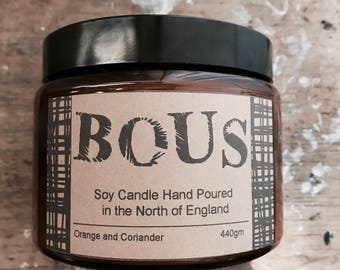 BOUS
Soy Candle Hand Poured
in the North of England
Orange and Coriander 440gm